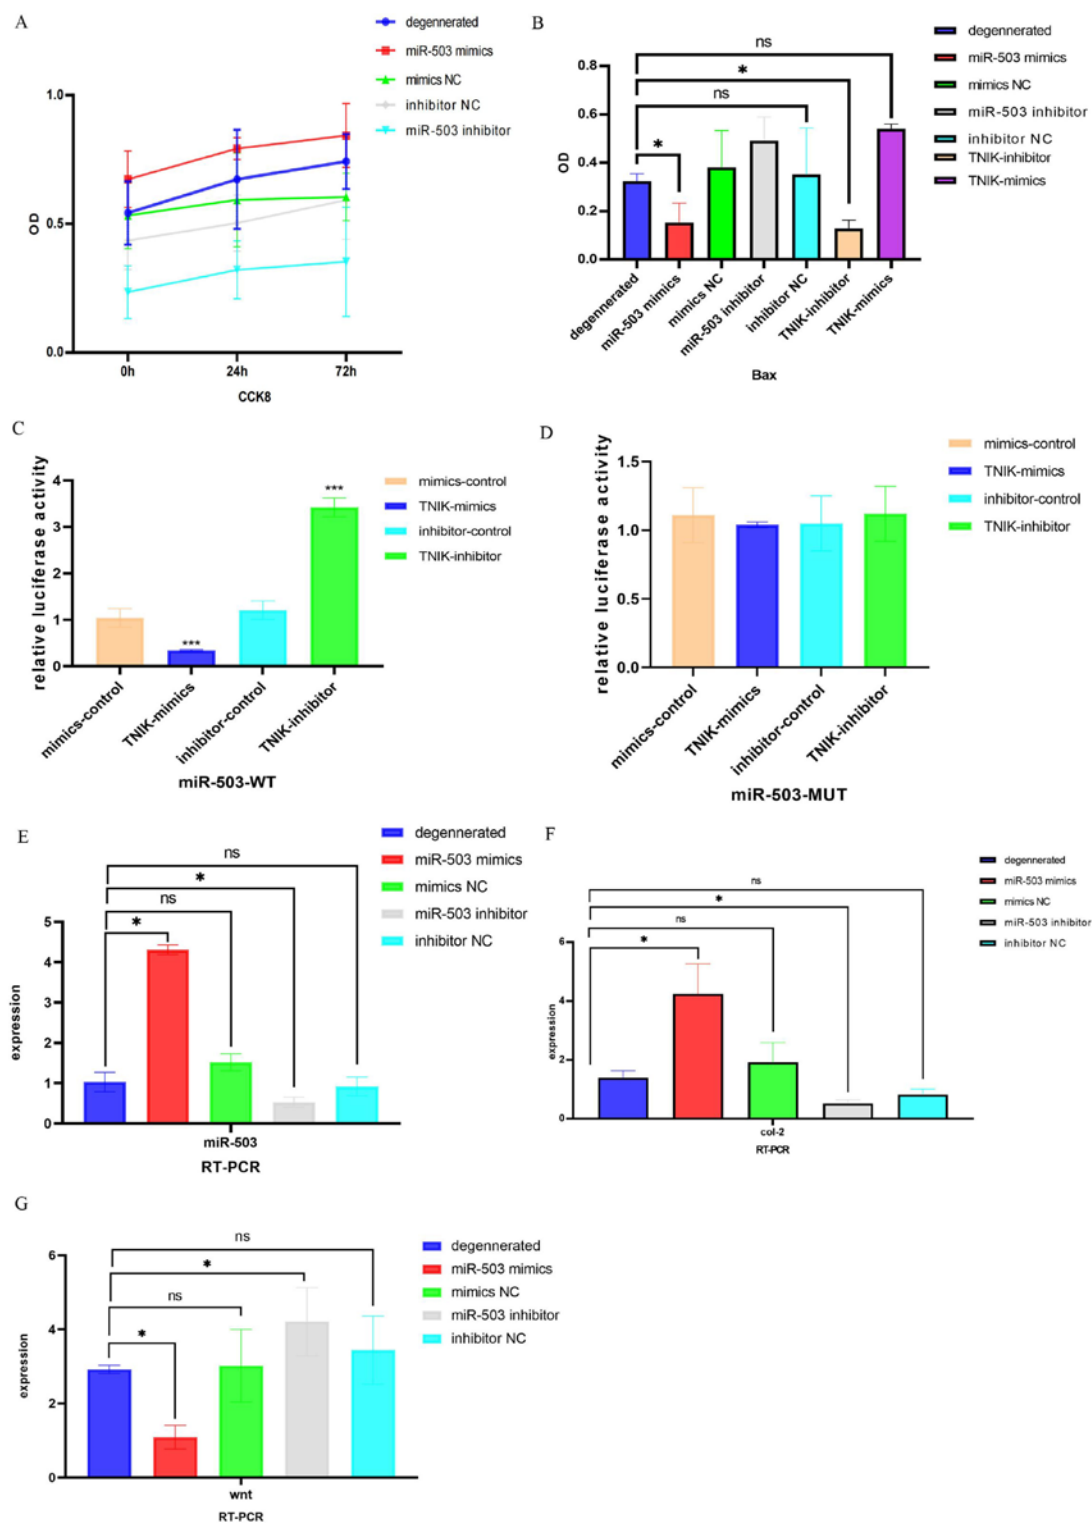 A
degennerated
miR-503 mimics
mimics NC
inhibitor NC
miR-503 inhibitor
1.0
0.5
0.0
OD
0h
24h
72h
CCK8
B
degennerated
miR-503 mimics
mimics NC
miR-503 inhibitor
inhibitor NC
TNIK-inhibitor
TNIK-mimics
ns
*
ns
*
0.8
0.6
0.4
0.2
0.0
OD
degennerated
miR-503 mimics
mimics NC
miR-503 inhibitor
inhibitor NC
TNIK-inhibitor
TNIK-mimics
Bax
C
mimics-control
TNIK-mimics
inhibitor-control
TNIK-inhibitor
4
3
2
1
0
relative luciferase activity
***
***
mimics-control
TNIK-mimics
inhibitor-control
TNIK-inhibitor
miR-503-WT
D
mimics-control
TNIK-mimics
inhibitor-control
TNIK-inhibitor
1.5
1.0
0.5
0.0
relative luciferase activity
mimics-control
TNIK-mimics
inhibitor-control
TNIK-inhibitor
miR-503-MUT
E
degennerated
miR-503 mimics
mimics NC
miR-503 inhibitor
inhibitor NC
ns
*
ns
*
5
4
3
2
1
0
expression
miR-503
RT-PCR
F
degennerated
miR-503 mimics
mimics NC
miR-503 inhibitor
inhibitor NC
ns
*
ns
*
6
4
2
0
expression
col-2
RT-PCR
G
degennerated
miR-503 mimics
mimics NC
miR-503 inhibitor
inhibitor NC
ns
*
ns
*
6
4
2
0
expression
wnt
RT-PCR